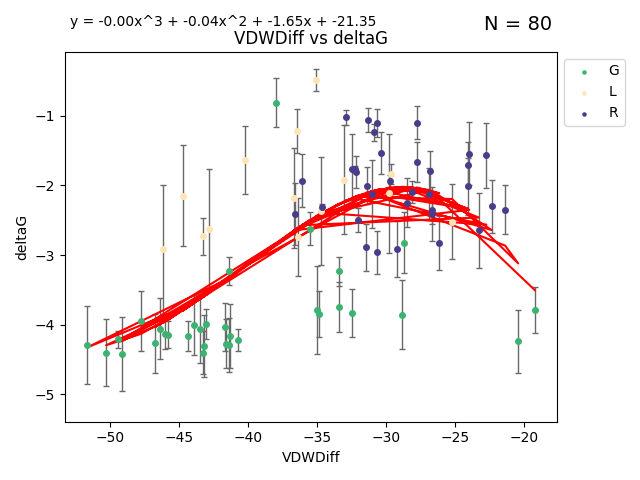 y = -0.00x^3 + -0.04x^2 + -1.65x + -21.35
N = 80
VDWDiff vs deltaG
G
L
R
−1
−2
−3
−4
−5
deltaG
−50 −45 −40 −35 −30 −25 −20
VDWDiff